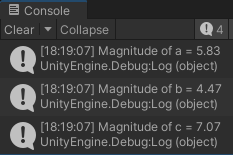 Console
Clear Collapse 4
[18:19:07] Magnitude of a = 5.83
UnityEngine.Debug:Log (object)
[18:19:07] Magnitude of b = 4.47
UnityEngine.Debug:Log (object)
[18:19:07] Magnitude of c = 7.07
UnityEngine.Debug:Log (object)